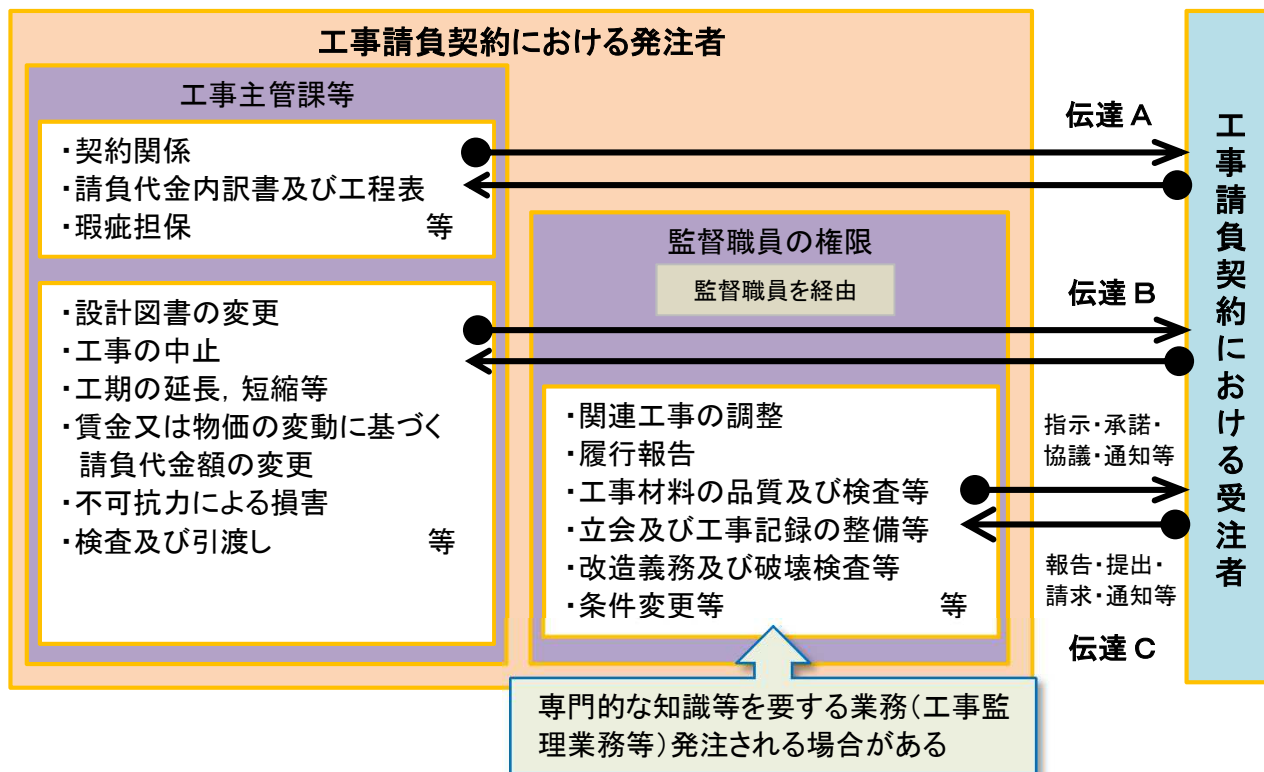 工事請負契約における発注者
工事主管課等
・契約関係
・請負代金内訳書及び工程表
・瑕疵担保 等
・設計図書の変更
・工事の中止
・工期の延長，短縮等
・賃金又は物価の変動に基づく
請負代金額の変更
・不可抗力による損害
・検査及び引渡し 等
監督職員の権限
監督職員を経由
・関連工事の調整
・履行報告
・工事材料の品質及び検査等
・立会及び工事記録の整備等
・改造義務及び破壊検査等
・条件変更等 等
専門的な知識等を要する業務（工事監
理業務等）発注される場合がある
伝達A
伝達B
指示・承諾・
協議・通知等
報告・提出・
請求・通知等
伝達C
工事請負契約における受注者